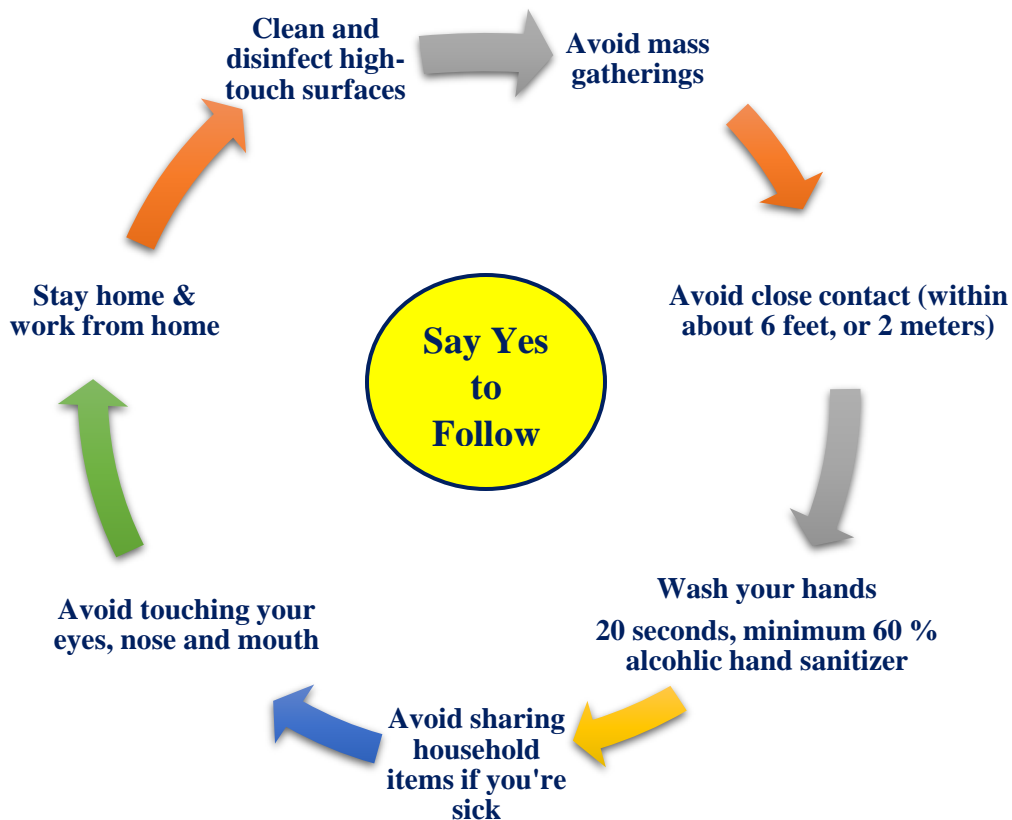 Clean and
disinfect high-
touch surfaces
Avoid mass
gatherings
Avoid close contact (within
about 6 feet, or 2 meters)
Wash your hands
20 seconds, minimum 60 %
alcohlic hand sanitizer
Avoid sharing
household
items if you're
sick
Avoid touching your
eyes, nose and mouth
Stay home &
work from home
Say Yes
to
Follow